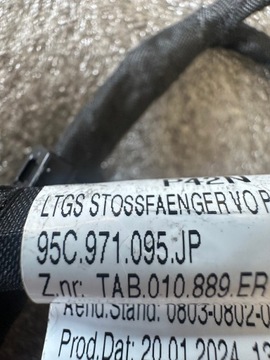 P42N
LTGS STOSSFAENGER VO P
95C.971.095.JP
Z.nr: TAB.010.889.ER
Aend.Stand: 0803-0802-0
Prod.Dat: 20.01.2024